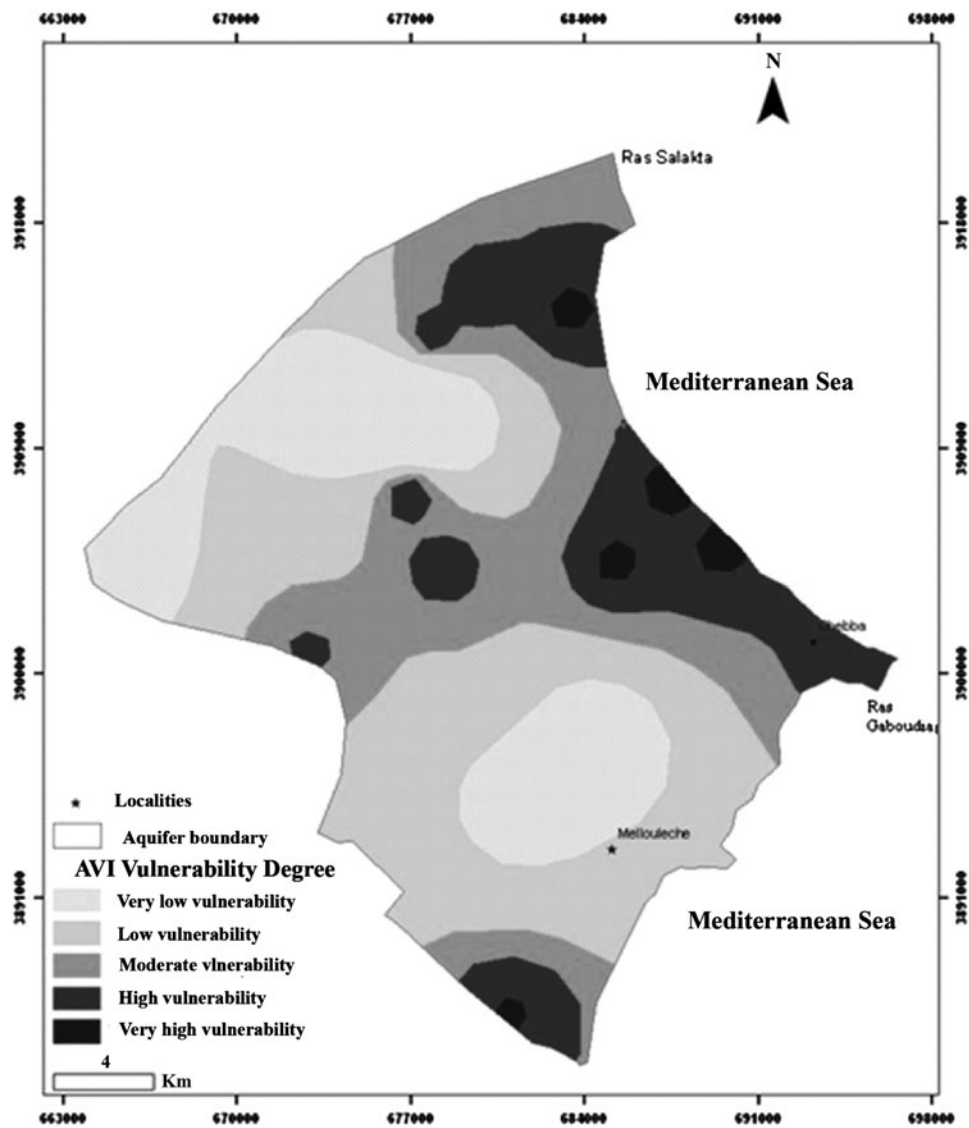 663000 670000 677000 684000 691000 698000
N
Ras Salakta
3918000 3918000
Mediterranean Sea
3909000 3909000
Chebba
3900000 3900000
Ras
Gaboudia
Localities
Aquifer boundary
Mellouleche
AVI Vulnerability Degree
Very low vulnerability
3891000 3891000
Low vulnerability
Mediterranean Sea
Moderate vlnerability
High vulnerability
Very high vulnerability
4
Km
663000 670000 677000 684000 691000 698000